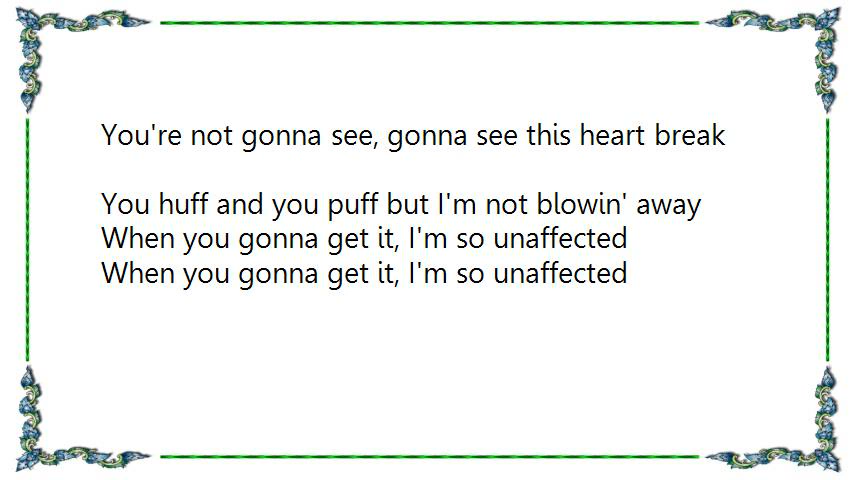 You're not gonna see, gonna see this heart break
You huff and you puff but I'm not blowin' away
When you gonna get it, I'm so unaffected
When you gonna get it, I'm so unaffected